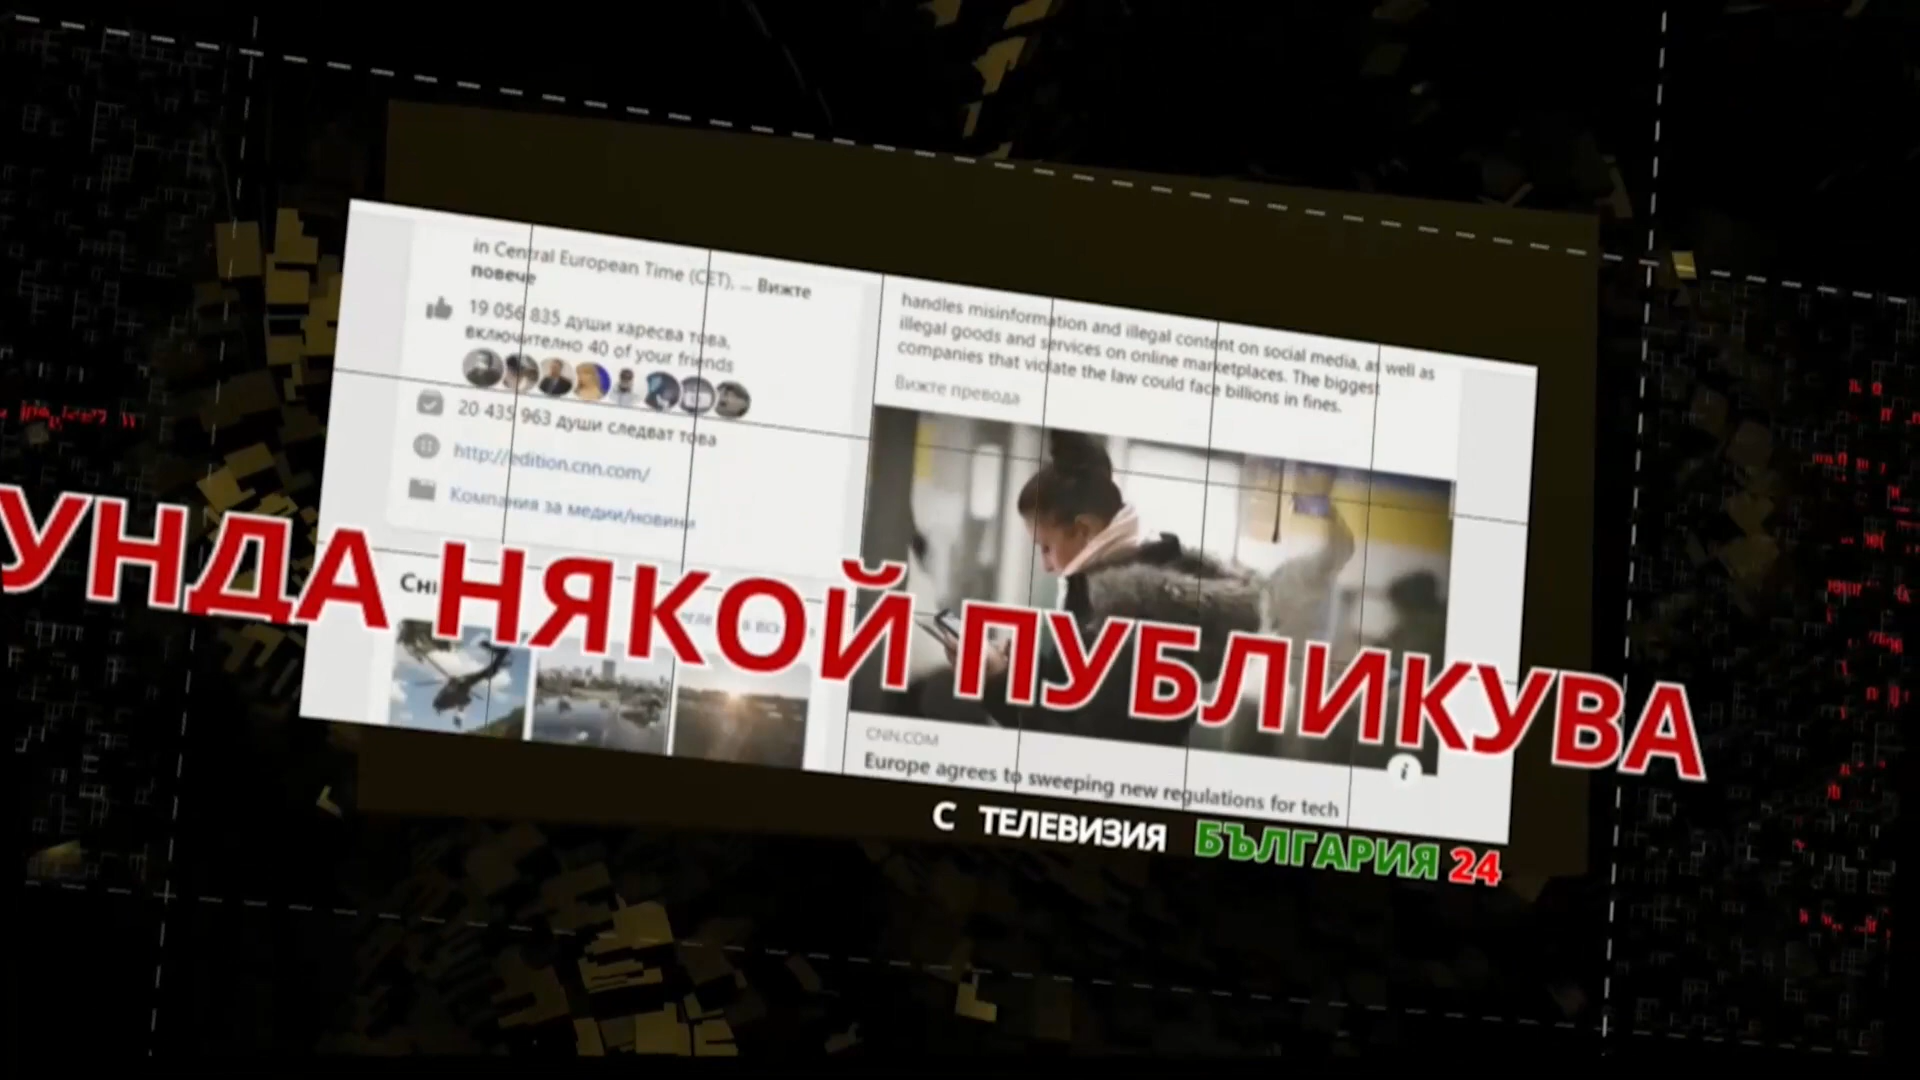 in Central European Time (CET), ... Вижте
повече
19 056 835 души харесва това,
включително 40 of your friends
20 435 963 души следват това
http://edition.cnn.com/
Компания за медии/новини
handles misinformation and illegal content on social media, as well as
illegal goods and services on online marketplaces. The biggest
companies that violate the law could face billions in fines.
Вижте превода
УНДА НЯКОЙ ПУБЛИКУВА
CNN.COM
Europe agrees to sweeping new regulations for tech
С ТЕЛЕВИЗИЯ БЪЛГАРИЯ 24